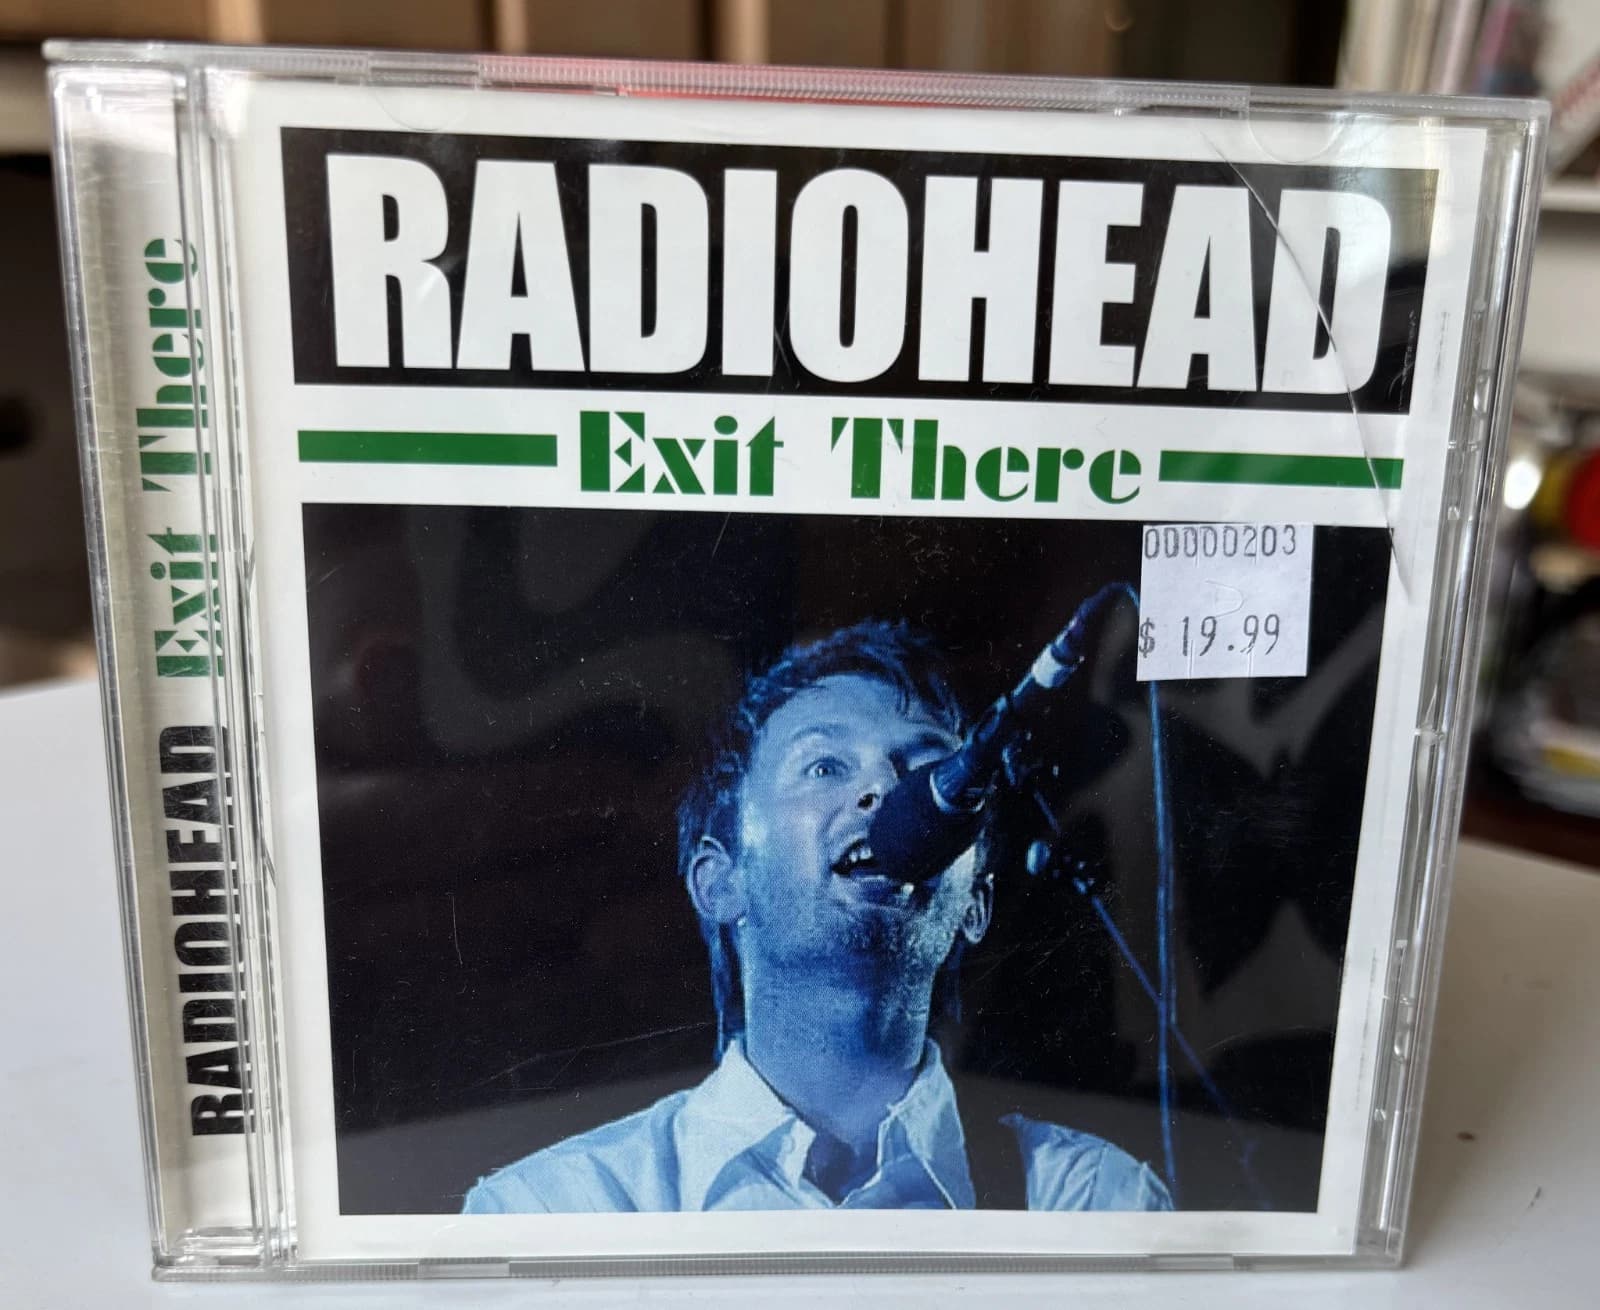 RADIOHEAD
Exit There
00000203
$ 19.99
RADIOHEAD Exit There